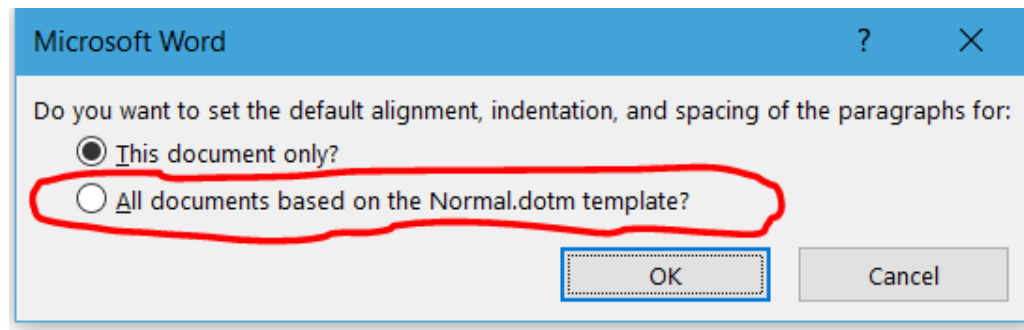 Microsoft Word
Do you want to set the default alignment, indentation, and spacing of the paragraphs for:
This document only?
All documents based on the Normal.dotm template?
OK Cancel